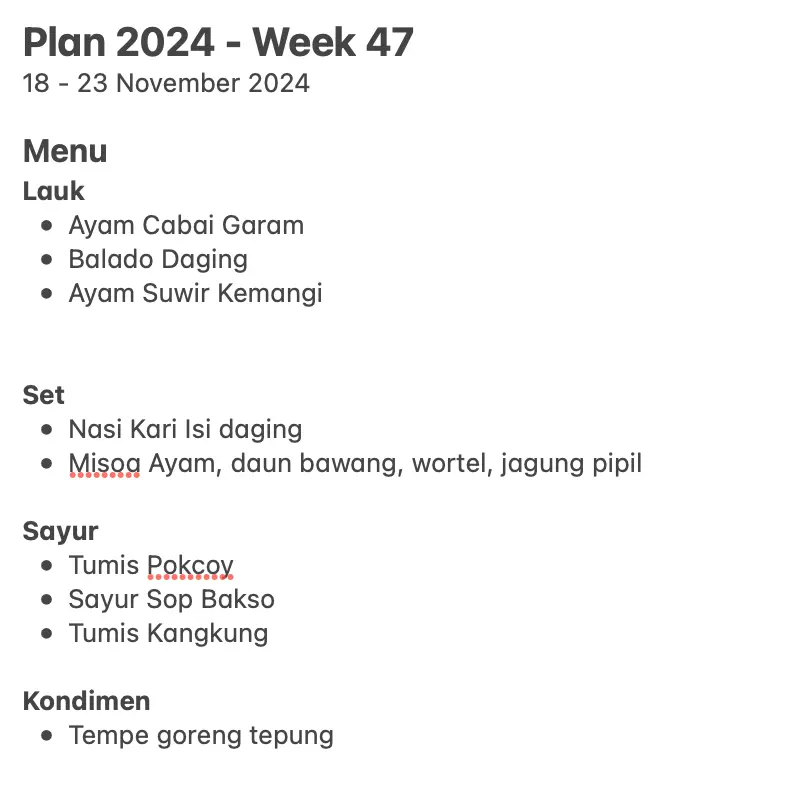 Plan 2024 - Week 47
18 - 23 November 2024
Menu
Lauk
• Ayam Cabai Garam
• Balado Daging
• Ayam Suwir Kemangi
Set
• Nasi Kari Isi daging
• Misoa Ayam, daun bawang, wortel, jagung pipil
Sayur
• Tumis Pokcoy
• Sayur Sop Bakso
• Tumis Kangkung
Kondimen
• Tempe goreng tepung